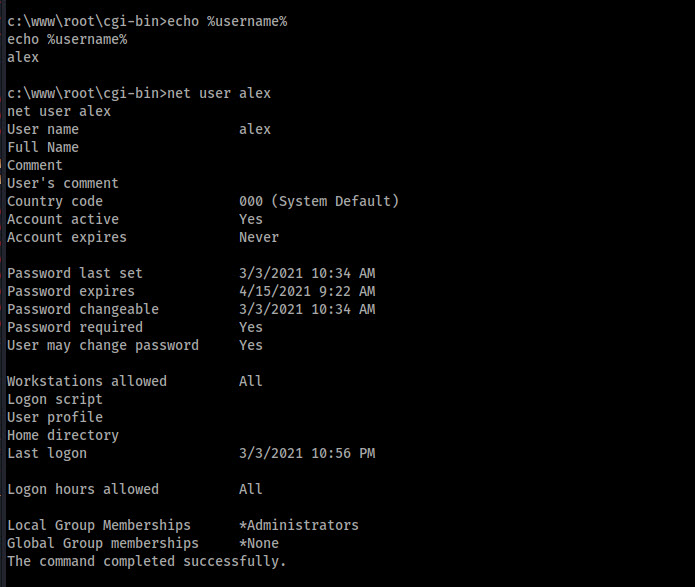 c:\www\root\cgi-bin>echo %username%
echo %username%
alex
c:\www\root\cgi-bin>net user alex
net user alex
User name alex
Full Name
Comment
User's comment
Country code 000 (System Default)
Account active Yes
Account expires Never
Password last set 3/3/2021 10:34 AM
Password expires 4/15/2021 9:22 AM
Password changeable 3/3/2021 10:34 AM
Password required Yes
User may change password Yes
Workstations allowed All
Logon script
User profile
Home directory
Last logon 3/3/2021 10:56 PM
Logon hours allowed All
Local Group Memberships *Administrators
Global Group memberships *None
The command completed successfully.